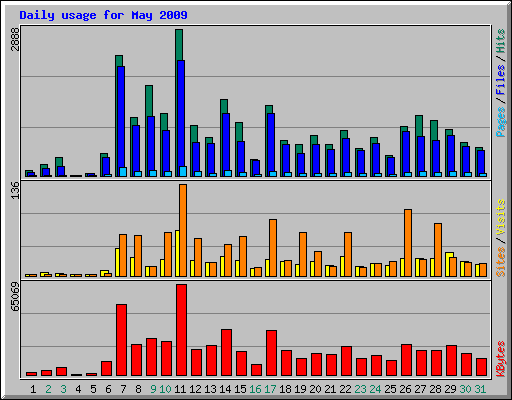 Daily usage for May 2009
2888
Pages / Files / Hits
136
Sites / Visits
65069
KBytes
1 2 3 4 5 6 7 8 9 10 11 12 13 14 15 16 17 18 19 20 21 22 23 24 25 26 27 28 29 30 31